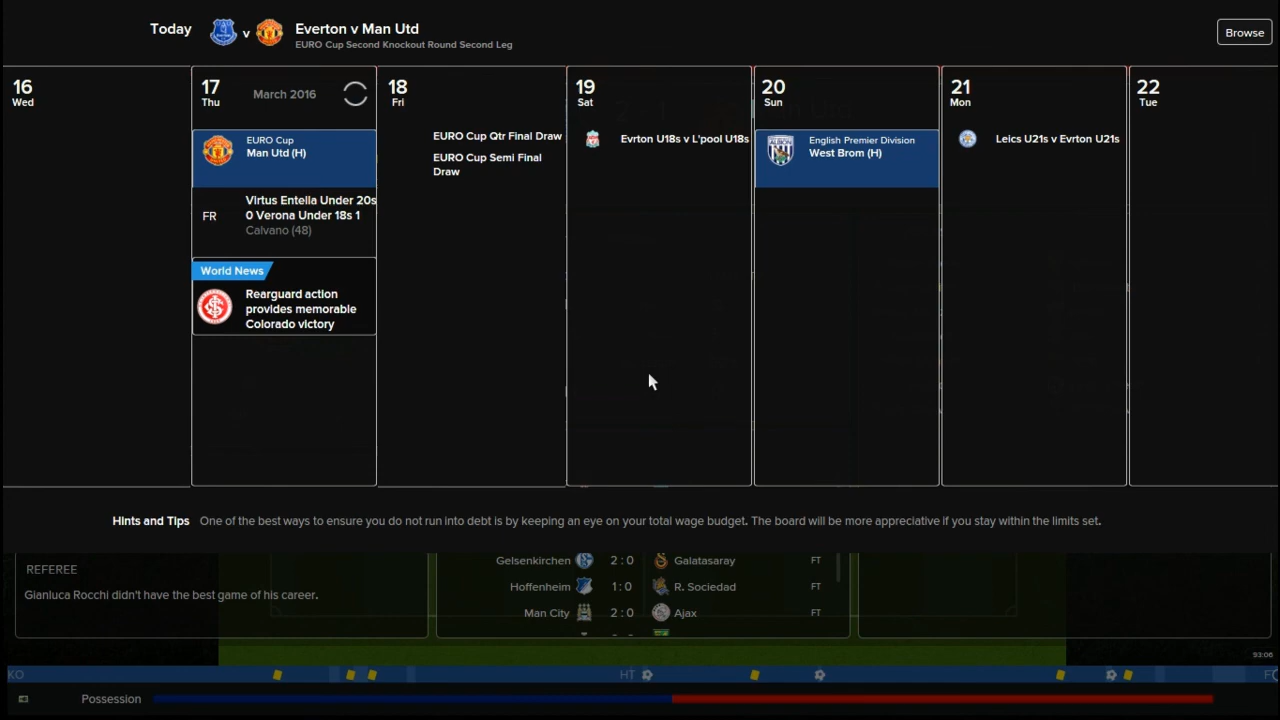 Today
v
Everton v Man Utd
EURO Cup Second Knockout Round Second Leg
Browse
16
Wed
17
Thu
March 2016
18
Fri
19
Sat
20
Sun
21
Mon
22
Tue
EURO Cup
Man Utd (H)
FR
Virtus Entella Under 20s
0 Verona Under 18s 1
Calvano (48)
World News
Rearguard action
provides memorable
Colorado victory
EURO Cup Qtr Final Draw
EURO Cup Semi Final
Draw
Evrton U18s v L'pool U18s
English Premier Division
West Brom (H)
Leics U21s v Evrton U21s
Hints and Tips One of the best ways to ensure you do not run into debt is by keeping an eye on your total wage budget. The board will be more appreciative if you stay within the limits set.
REFEREE
Gianluca Rocchi didn't have the best game of his career.
Gelsenkirchen 2 : 0 Galatasaray FT
Hoffenheim 1 : 0 R. Sociedad FT
Man City 2 : 0 Ajax FT
93:06
KO
HT
Possession